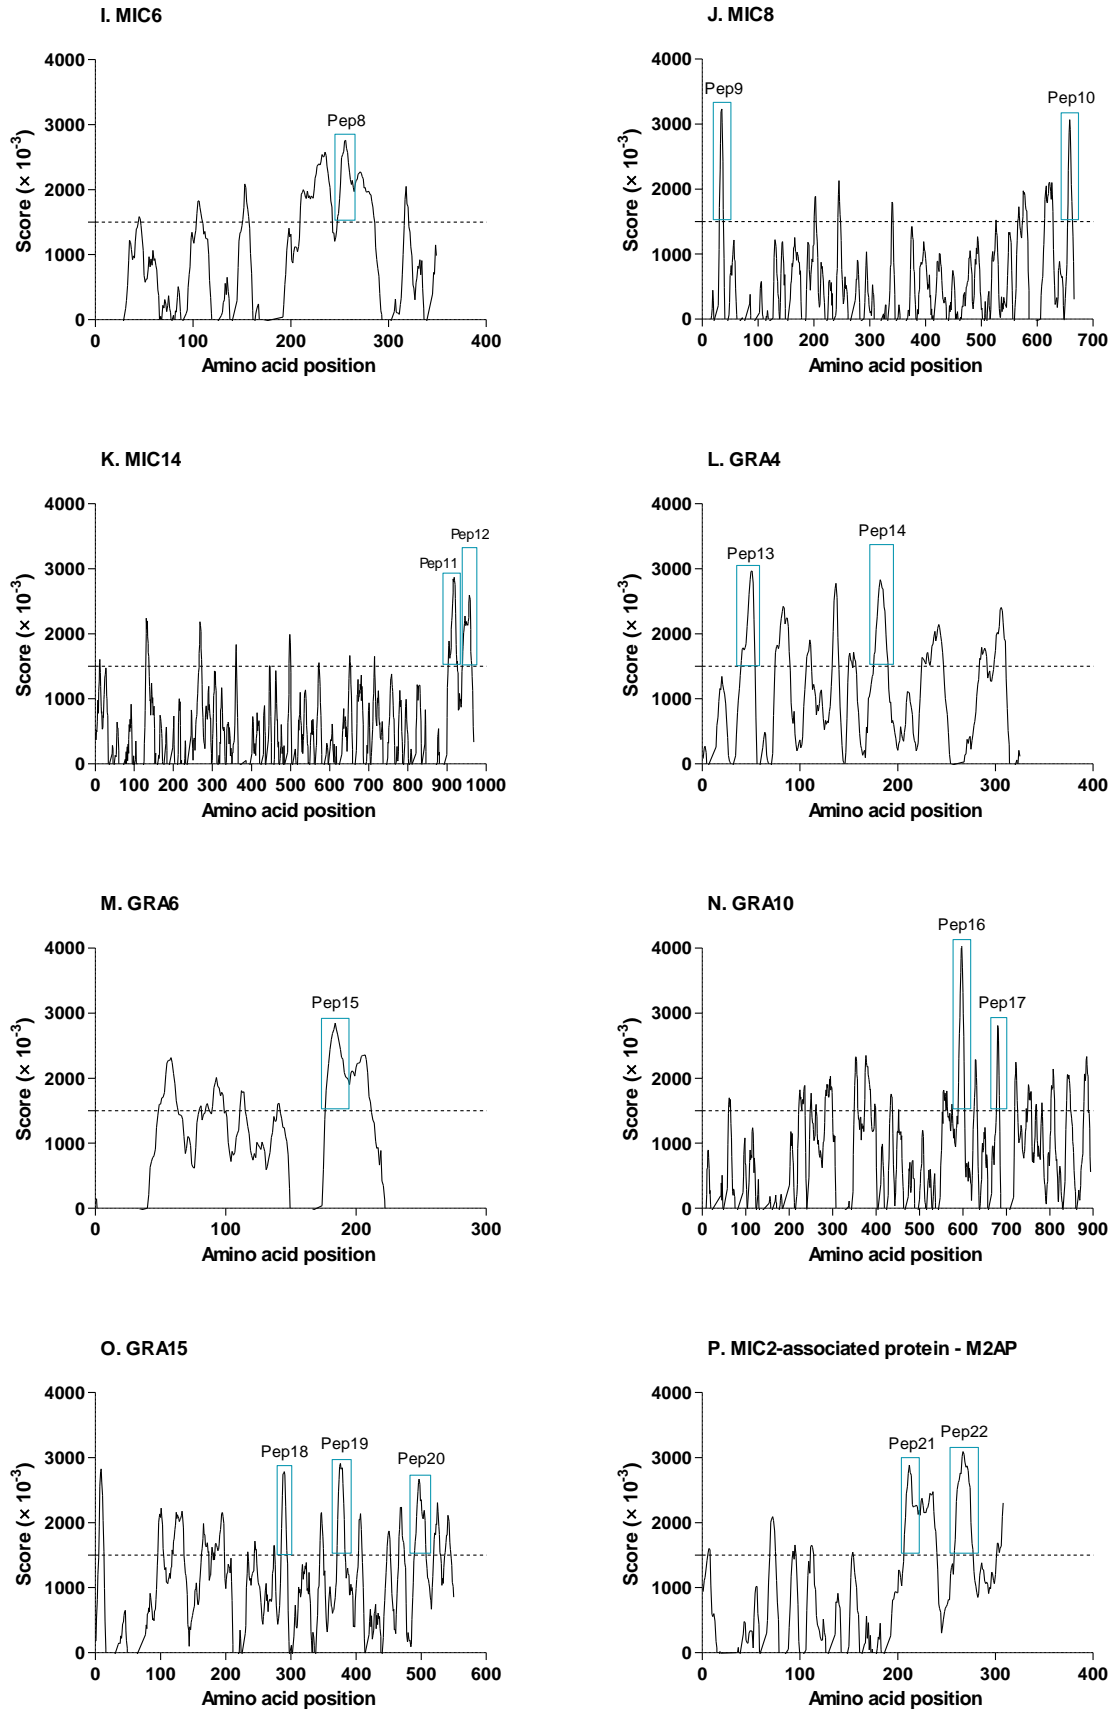 I. MIC6
4000
3000
2000
1000
0
Score (× 10⁻³)
Pep8
0 100 200 300 400
Amino acid position
J. MIC8
4000
3000
2000
1000
0
Score (× 10⁻³)
Pep9
Pep10
0 100 200 300 400 500 600 700
Amino acid position
K. MIC14
4000
3000
2000
1000
0
Score (× 10⁻³)
Pep12
Pep11
0 100 200 300 400 500 600 700 800 900 1000
Amino acid position
L. GRA4
4000
3000
2000
1000
0
Score (× 10⁻³)
Pep14
Pep13
0 100 200 300 400
Amino acid position
M. GRA6
4000
3000
2000
1000
0
Score (× 10⁻³)
Pep15
0 100 200 300
Amino acid position
N. GRA10
4000
3000
2000
1000
0
Score (× 10⁻³)
Pep16
Pep17
0 100 200 300 400 500 600 700 800 900
Amino acid position
O. GRA15
4000
3000
2000
1000
0
Score (× 10⁻³)
Pep18
Pep19
Pep20
0 100 200 300 400 500 600
Amino acid position
P. MIC2-associated protein - M2AP
4000
3000
2000
1000
0
Score (× 10⁻³)
Pep21
Pep22
0 100 200 300 400
Amino acid position